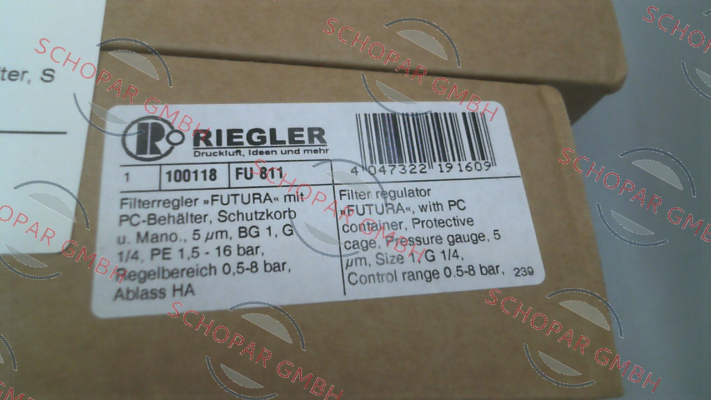 lter, S
RIEGLER
Druckluft, Ideen und mehr
4 047322 191609
1 100118 FU 811
Filterregler »FUTURA« mit
PC-Behälter, Schutzkorb
u. Mano., 5 µm, BG 1, G
1/4, PE 1,5 - 16 bar,
Regelbereich 0,5-8 bar,
Ablass HA
Filter regulator
»FUTURA«, with PC
container, Protective
cage, Pressure gauge, 5
µm, Size 1, G 1/4,
Control range 0.5-8 bar, 239
SCHOPAR GMBH
SCHOPAR GMBH
SCHOPAR GMBH
SCHOPAR GMBH
SCHOPAR GMBH
SCHOPAR GMBH
SCHOPAR GMBH
SCHOPAR GMBH